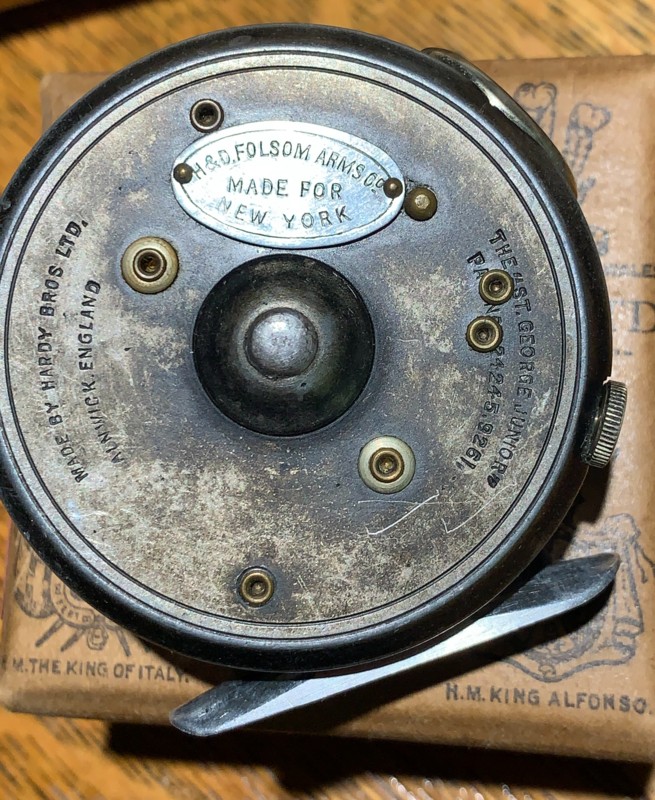 H.&D. FOLSOM ARMS CO
MADE FOR
NEW YORK
MADE BY HARDY BROS LTD.
ALNWICK, ENGLAND
THE "ST. GEORGE JUNIOR"
9261,
.M. THE KING OF ITALY.
H.M. KING ALFONSO.